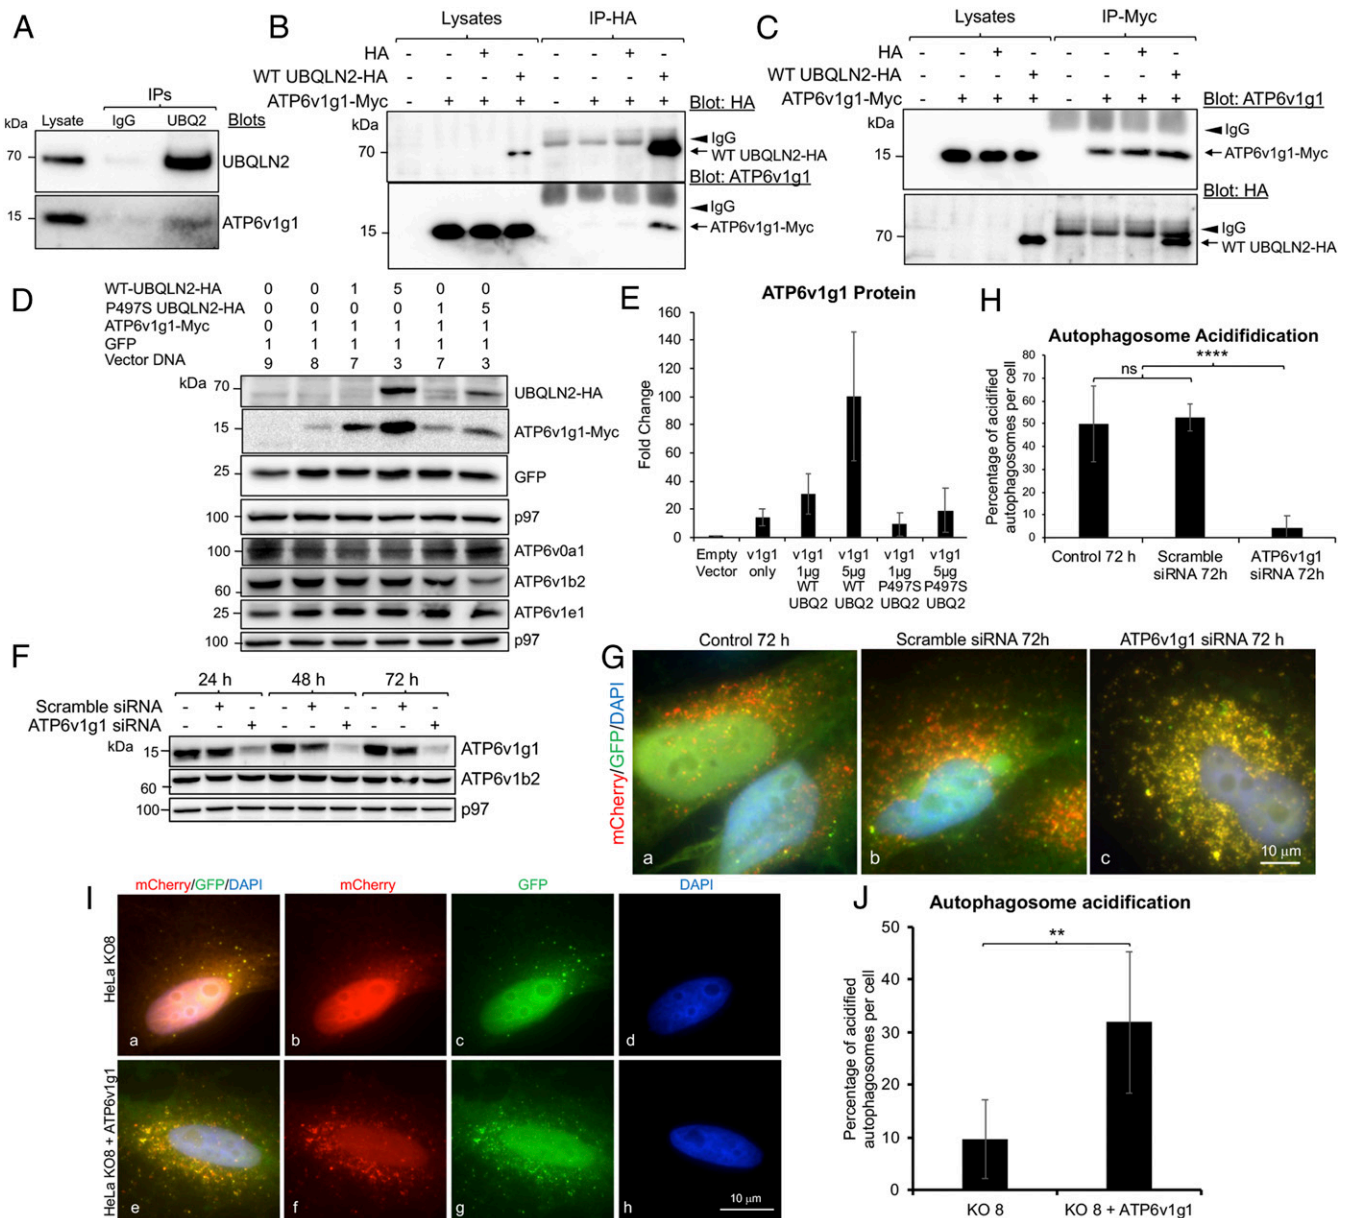 A
IPs
kDa Lysate IgG UBQ2 Blots
70 UBQLN2
15 ATP6v1g1
B
Lysates IP-HA
HA - - + - - - + -
WT UBQLN2-HA - - - + - - - +
ATP6v1g1-Myc - + + + - + + +
Blot: HA
kDa
IgG
70 WT UBQLN2-HA
Blot: ATP6v1g1
IgG
15 ATP6v1g1-Myc
C
Lysates IP-Myc
HA - - + - - - + -
WT UBQLN2-HA - - - + - - - +
ATP6v1g1-Myc - + + + - + + +
Blot: ATP6v1g1
kDa
IgG
15 ATP6v1g1-Myc
Blot: HA
IgG
70 WT UBQLN2-HA
D
WT-UBQLN2-HA 0 0 1 5 0 0
P497S UBQLN2-HA 0 0 0 0 1 5
ATP6v1g1-Myc 0 1 1 1 1 1
GFP 1 1 1 1 1 1
Vector DNA 9 8 7 3 7 3
kDa
70 UBQLN2-HA
15 ATP6v1g1-Myc
25 GFP
100 p97
100 ATP6v0a1
60 ATP6v1b2
25 ATP6v1e1
100 p97
E
ATP6v1g1 Protein
Fold Change
160
140
120
100
80
60
40
20
0
Empty Vector
v1g1 only
v1g1 1µg WT UBQ2
v1g1 5µg WT UBQ2
v1g1 1µg P497S UBQ2
v1g1 5µg P497S UBQ2
H
Autophagosome Acidifidication
Percentage of acidified autophagosomes per cell
80
70
60
50
40
30
20
10
0
ns
****
Control 72 h
Scramble siRNA 72h
ATP6v1g1 siRNA 72h
F
24 h 48 h 72 h
Scramble siRNA - + - - + - - + -
ATP6v1g1 siRNA - - + - - + - - +
kDa
15 ATP6v1g1
60 ATP6v1b2
100 p97
G
Control 72 h Scramble siRNA 72h ATP6v1g1 siRNA 72 h
mCherry/GFP/DAPI
a b c
10 µm
I
mCherry/GFP/DAPI mCherry GFP DAPI
HeLa KO8
a b c d
HeLa KO8 + ATP6v1g1
e f g h
10 µm
J
Autophagosome acidification
Percentage of acidified autophagosomes per cell
50
40
30
20
10
0
**
KO 8
KO 8 + ATP6v1g1